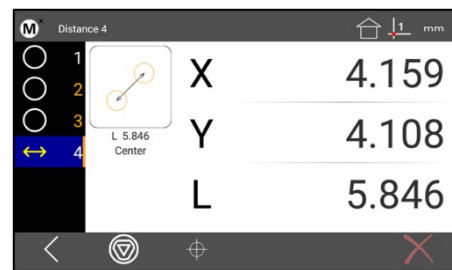 M x Distance 4 1 mm
1
2
3
4
L 5.846
Center
X 4.159
Y 4.108
L 5.846